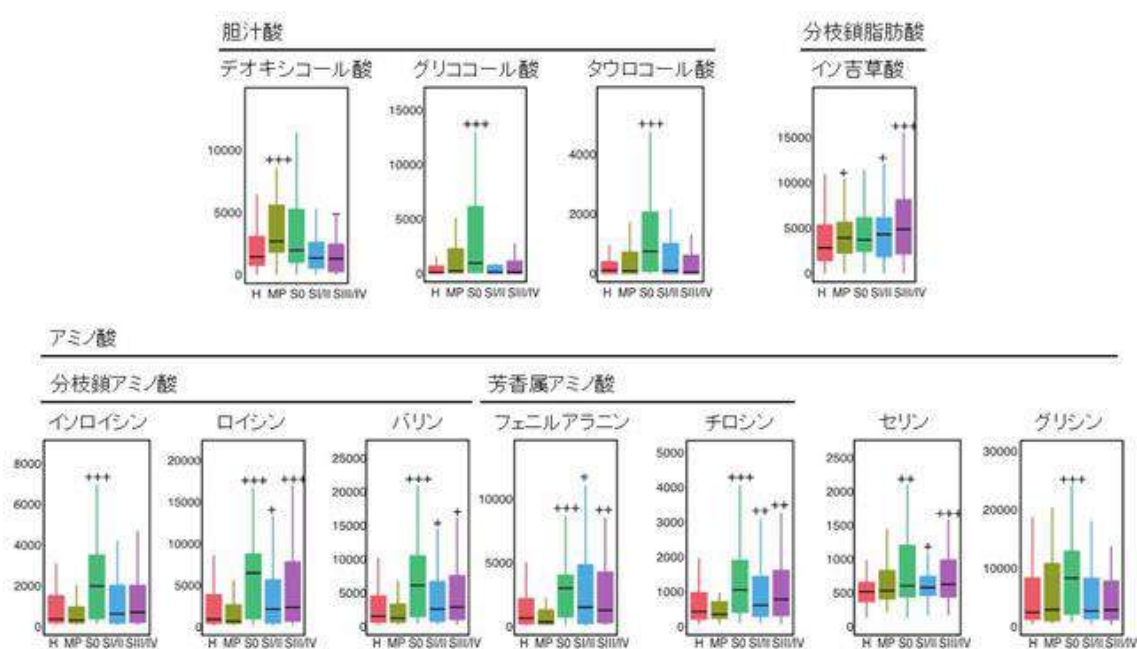 胆汁酸 分枝鎖脂肪酸
デオキシコール酸 グリココール酸 タウロコール酸 イソ吉草酸
10000
5000
0
+++
H MP S0 SI/II SIII/IV
15000
10000
5000
0
+++
H MP S0 SI/II SIII/IV
4000
2000
0
+++
H MP S0 SI/II SIII/IV
15000
10000
5000
0
+ + +++
H MP S0 SI/II SIII/IV
アミノ酸
分枝鎖アミノ酸 芳香属アミノ酸
イソロイシン ロイシン バリン フェニルアラニン チロシン セリン グリシン
8000
6000
4000
2000
0
+++
H MP S0 SI/II SIII/IV
20000
15000
10000
5000
0
+++ + +++
H MP S0 SI/II SIII/IV
25000
20000
15000
10000
5000
0
+++ + +
H MP S0 SI/II SIII/IV
10000
5000
0
+++ + ++
H MP S0 SI/II SIII/IV
5000
4000
3000
2000
1000
0
+++ ++ ++
H MP S0 SI/II SIII/IV
2500
2000
1500
1000
500
0
++ + +++
H MP S0 SI/II SIII/IV
30000
20000
10000
0
+++
H MP S0 SI/II SIII/IV